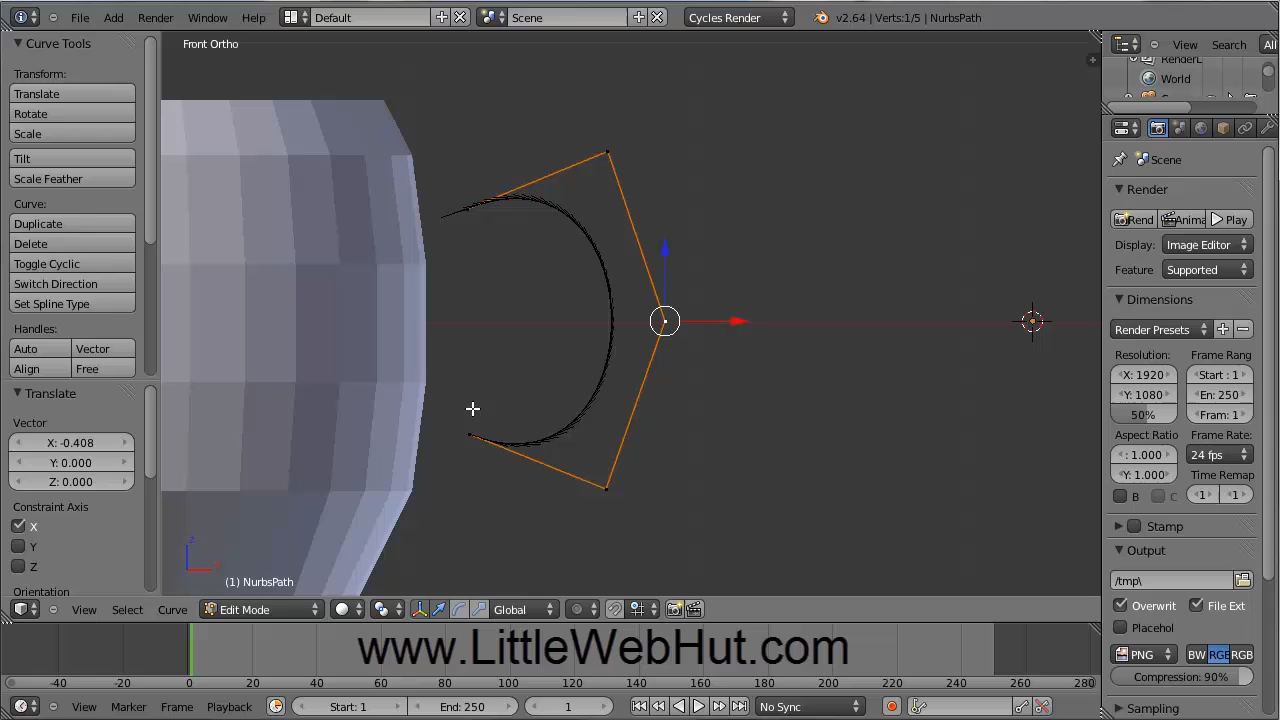 File Add Render Window Help Default Scene Cycles Render v2.64 | Verts:1/5 | NurbsPath
Curve Tools
Transform:
Translate
Rotate
Scale
Tilt
Scale Feather
Curve:
Duplicate
Delete
Toggle Cyclic
Switch Direction
Set Spline Type
Handles:
Auto Vector
Align Free
Translate
Vector
X: -0.408
Y: 0.000
Z: 0.000
Constraint Axis
X
Y
Z
Orientation
Front Ortho
(1) NurbsPath
View Select Curve Edit Mode Global
www.LittleWebHut.com
-40 -20 0 20 40 60 80 100 120 140 160 180 200 220 240 260 280
View Marker Frame Playback Start: 1 End: 250 1 No Sync
View Search All
RenderL
World
Scene
Render
Rend Anima Play
Display: Image Editor
Feature Supported
Dimensions
Render Presets
Resolution: Frame Rang
X: 1920 Start : 1
Y: 1080 En: 250
50% Fram: 1
Aspect Ratio Frame Rate:
: 1.000 24 fps
Y: 1.000 Time Remap
B C 1 1
Stamp
Output
/tmp\
Overwrit File Ext
Placehol
PNG BW RGB RGB
Compression: 90%
Sampling